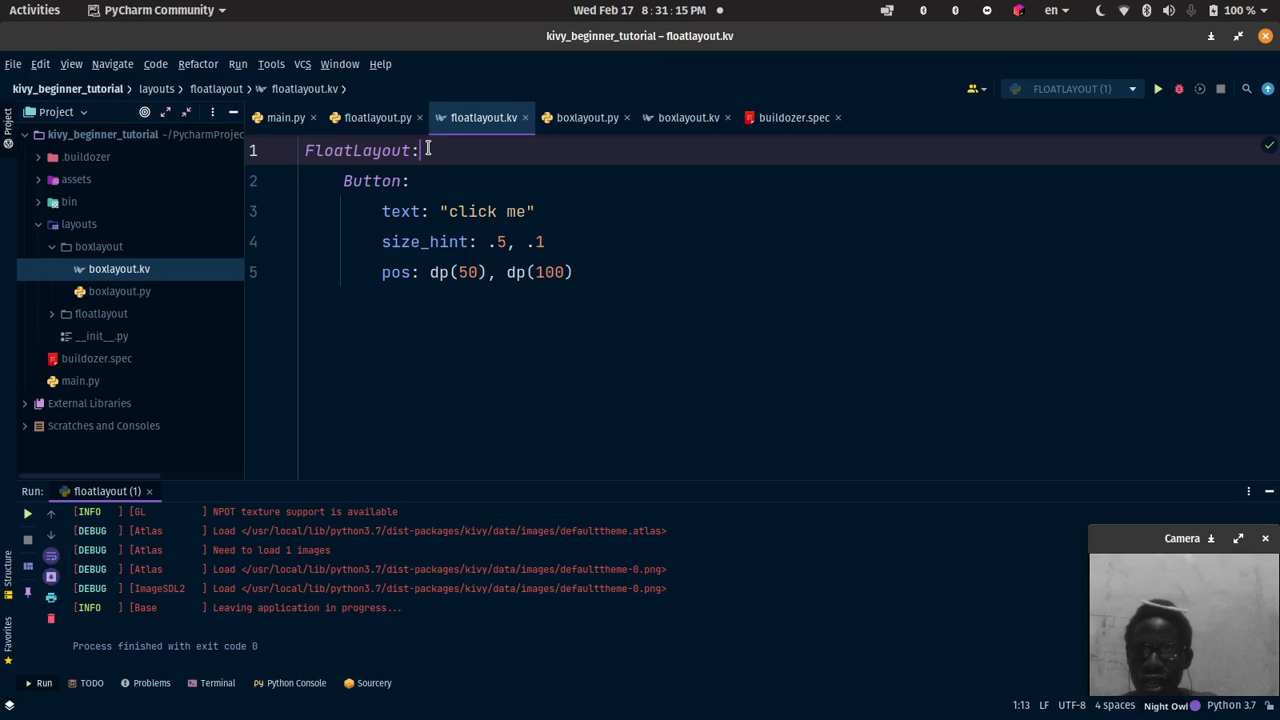 Activities
PyCharm Community
Wed Feb 17  8:31:15 PM
en
100 %
kivy_beginner_tutorial – floatlayout.kv
File Edit View Navigate Code Refactor Run Tools VCS Window Help
kivy_beginner_tutorial
layouts
floatlayout
floatlayout.kv
FLOATLAYOUT (1)
Project
Project
main.py
floatlayout.py
floatlayout.kv
boxlayout.py
boxlayout.kv
buildozer.spec
kivy_beginner_tutorial ~/PycharmProjec
.buildozer
assets
bin
layouts
boxlayout
boxlayout.kv
boxlayout.py
floatlayout
__init__.py
buildozer.spec
main.py
External Libraries
Scratches and Consoles
1 FloatLayout:
2 Button:
3 text: "click me"
4 size_hint: .5, .1
5 pos: dp(50), dp(100)
Run:
floatlayout (1)
[INFO ] [GL ] NPOT texture support is available
[DEBUG ] [Atlas ] Load </usr/local/lib/python3.7/dist-packages/kivy/data/images/defaulttheme.atlas>
[DEBUG ] [Atlas ] Need to load 1 images
[DEBUG ] [Atlas ] Load </usr/local/lib/python3.7/dist-packages/kivy/data/images/defaulttheme-0.png>
[DEBUG ] [ImageSDL2 ] Load </usr/local/lib/python3.7/dist-packages/kivy/data/images/defaulttheme-0.png>
[INFO ] [Base ] Leaving application in progress...
Process finished with exit code 0
Camera
Structure
Favorites
Run
TODO
Problems
Terminal
Python Console
Sourcery
1:13
LF
UTF-8
4 spaces
Night Owl
Python 3.7